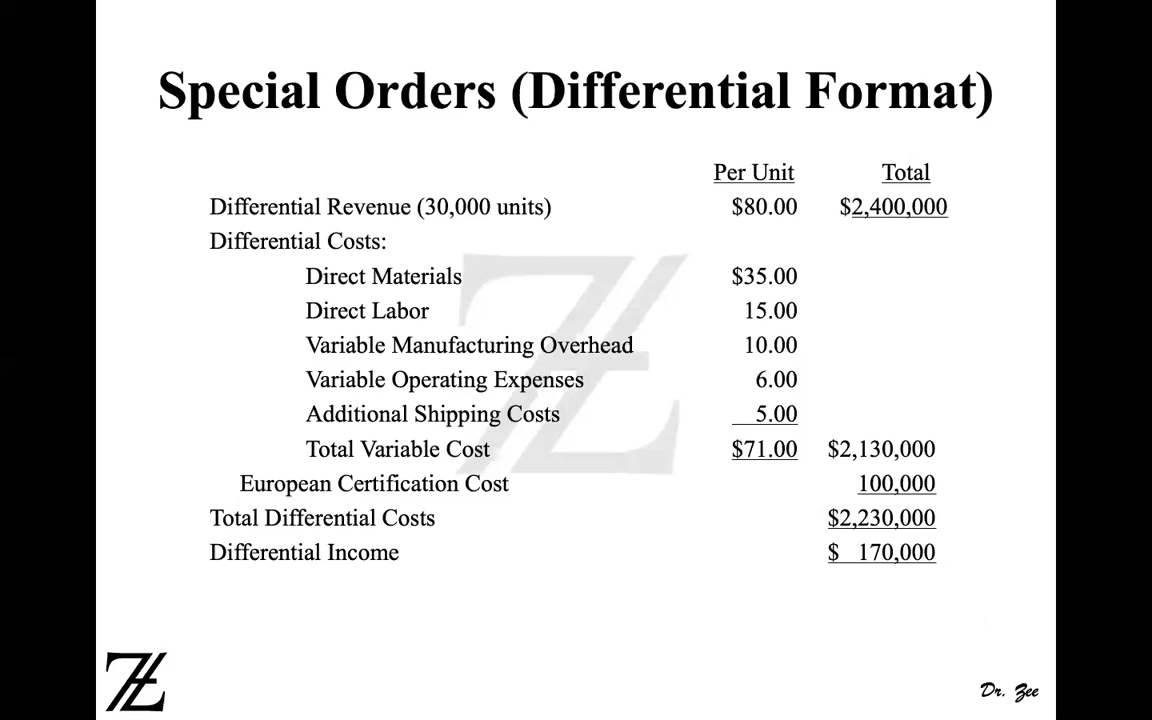 Special Orders (Differential Format)
Per Unit Total
Differential Revenue (30,000 units) $80.00 $2,400,000
Differential Costs:
Direct Materials $35.00
Direct Labor 15.00
Variable Manufacturing Overhead 10.00
Variable Operating Expenses 6.00
Additional Shipping Costs 5.00
Total Variable Cost $71.00 $2,130,000
European Certification Cost 100,000
Total Differential Costs $2,230,000
Differential Income $ 170,000
Dr. Zee